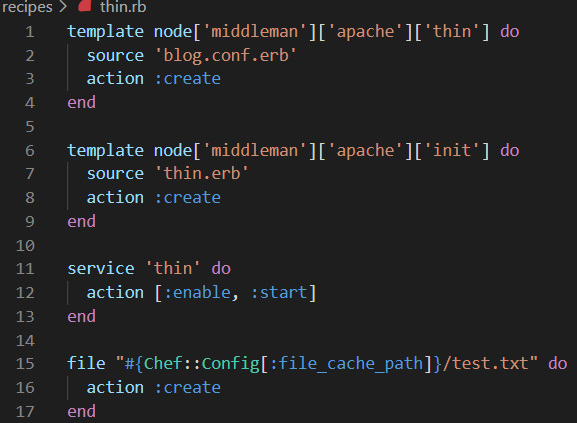 recipes > thin.rb
1 template node['middleman']['apache']['thin'] do
2   source 'blog.conf.erb'
3   action :create
4 end
5
6 template node['middleman']['apache']['init'] do
7   source 'thin.erb'
8   action :create
9 end
10
11 service 'thin' do
12   action [:enable, :start]
13 end
14
15 file "#{Chef::Config[:file_cache_path]}/test.txt" do
16   action :create
17 end